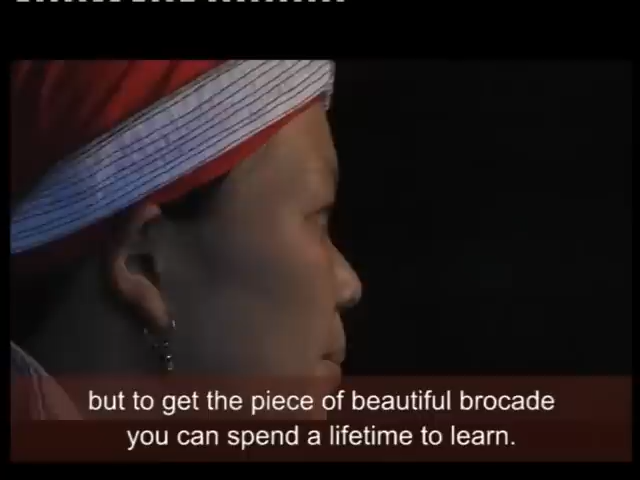 but to get the piece of beautiful brocade
you can spend a lifetime to learn.